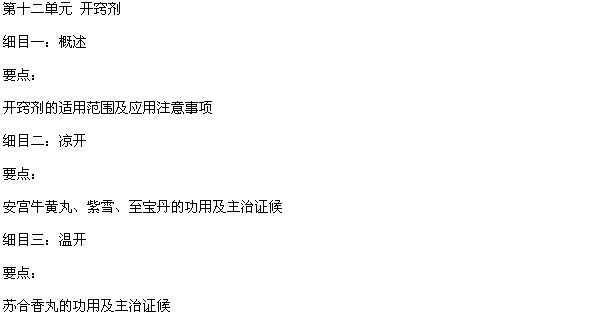 第十二单元 开窍剂
细目一：概述
要点：
开窍剂的适用范围及应用注意事项
细目二：凉开
要点：
安宫牛黄丸、紫雪、至宝丹的功用及主治证候
细目三：温开
要点：
苏合香丸的功用及主治证候